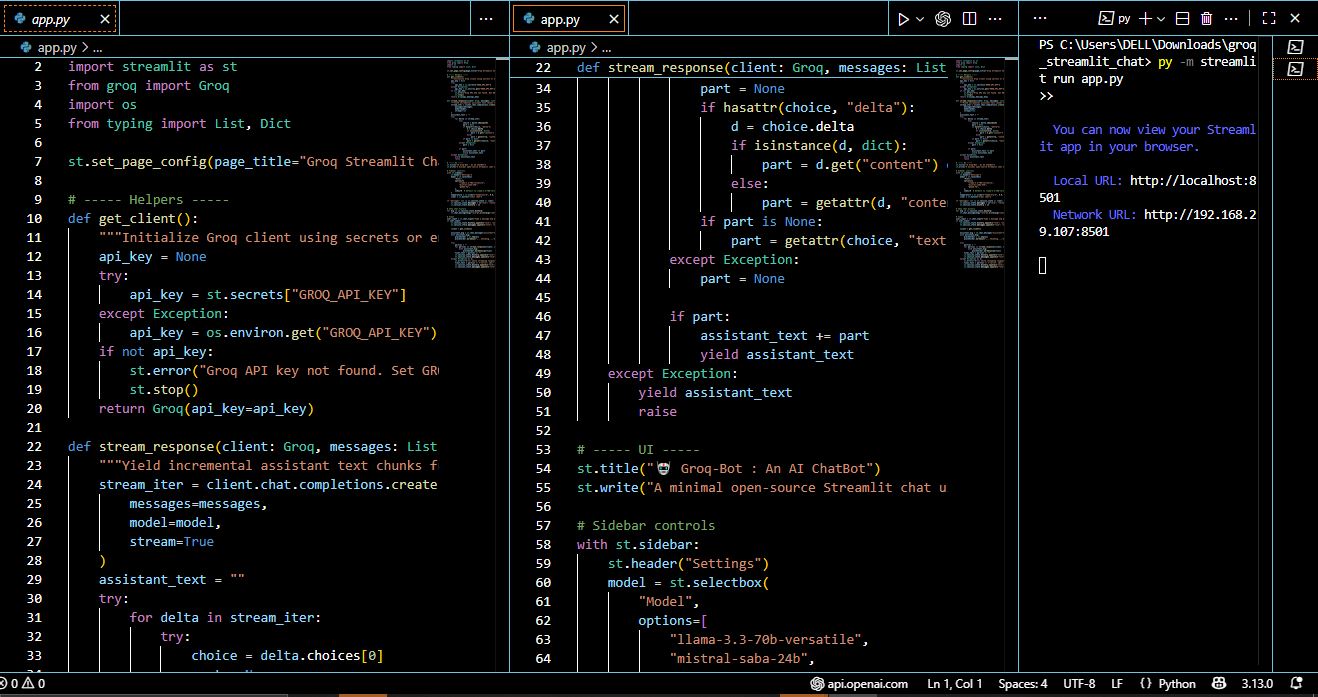 app.py
app.py > ...
2 import streamlit as st
3 from groq import Groq
4 import os
5 from typing import List, Dict
6
7 st.set_page_config(page_title="Groq Streamlit Cha
8
9 # ----- Helpers -----
10 def get_client():
11 """Initialize Groq client using secrets or e
12 api_key = None
13 try:
14 api_key = st.secrets["GROQ_API_KEY"]
15 except Exception:
16 api_key = os.environ.get("GROQ_API_KEY")
17 if not api_key:
18 st.error("Groq API key not found. Set GR
19 st.stop()
20 return Groq(api_key=api_key)
21
22 def stream_response(client: Groq, messages: List
23 """Yield incremental assistant text chunks f
24 stream_iter = client.chat.completions.create
25 messages=messages,
26 model=model,
27 stream=True
28 )
29 assistant_text = ""
30 try:
31 for delta in stream_iter:
32 try:
33 choice = delta.choices[0]
app.py
app.py > ...
22 def stream_response(client: Groq, messages: List
34 part = None
35 if hasattr(choice, "delta"):
36 d = choice.delta
37 if isinstance(d, dict):
38 part = d.get("content")
39 else:
40 part = getattr(d, "conte
41 if part is None:
42 part = getattr(choice, "text
43 except Exception:
44 part = None
45
46 if part:
47 assistant_text += part
48 yield assistant_text
49 except Exception:
50 yield assistant_text
51 raise
52
53 # ----- UI -----
54 st.title("🤖 Groq-Bot : An AI ChatBot")
55 st.write("A minimal open-source Streamlit chat u
56
57 # Sidebar controls
58 with st.sidebar:
59 st.header("Settings")
60 model = st.selectbox(
61 "Model",
62 options=[
63 "llama-3.3-70b-versatile",
64 "mistral-saba-24b",
py
PS C:\Users\DELL\Downloads\groq
_streamlit_chat> py -m streamli
t run app.py
>>
You can now view your Streaml
it app in your browser.
Local URL: http://localhost:8
501
Network URL: http://192.168.2
9.107:8501
0 0
api.openai.com Ln 1, Col 1 Spaces: 4 UTF-8 LF {} Python 3.13.0